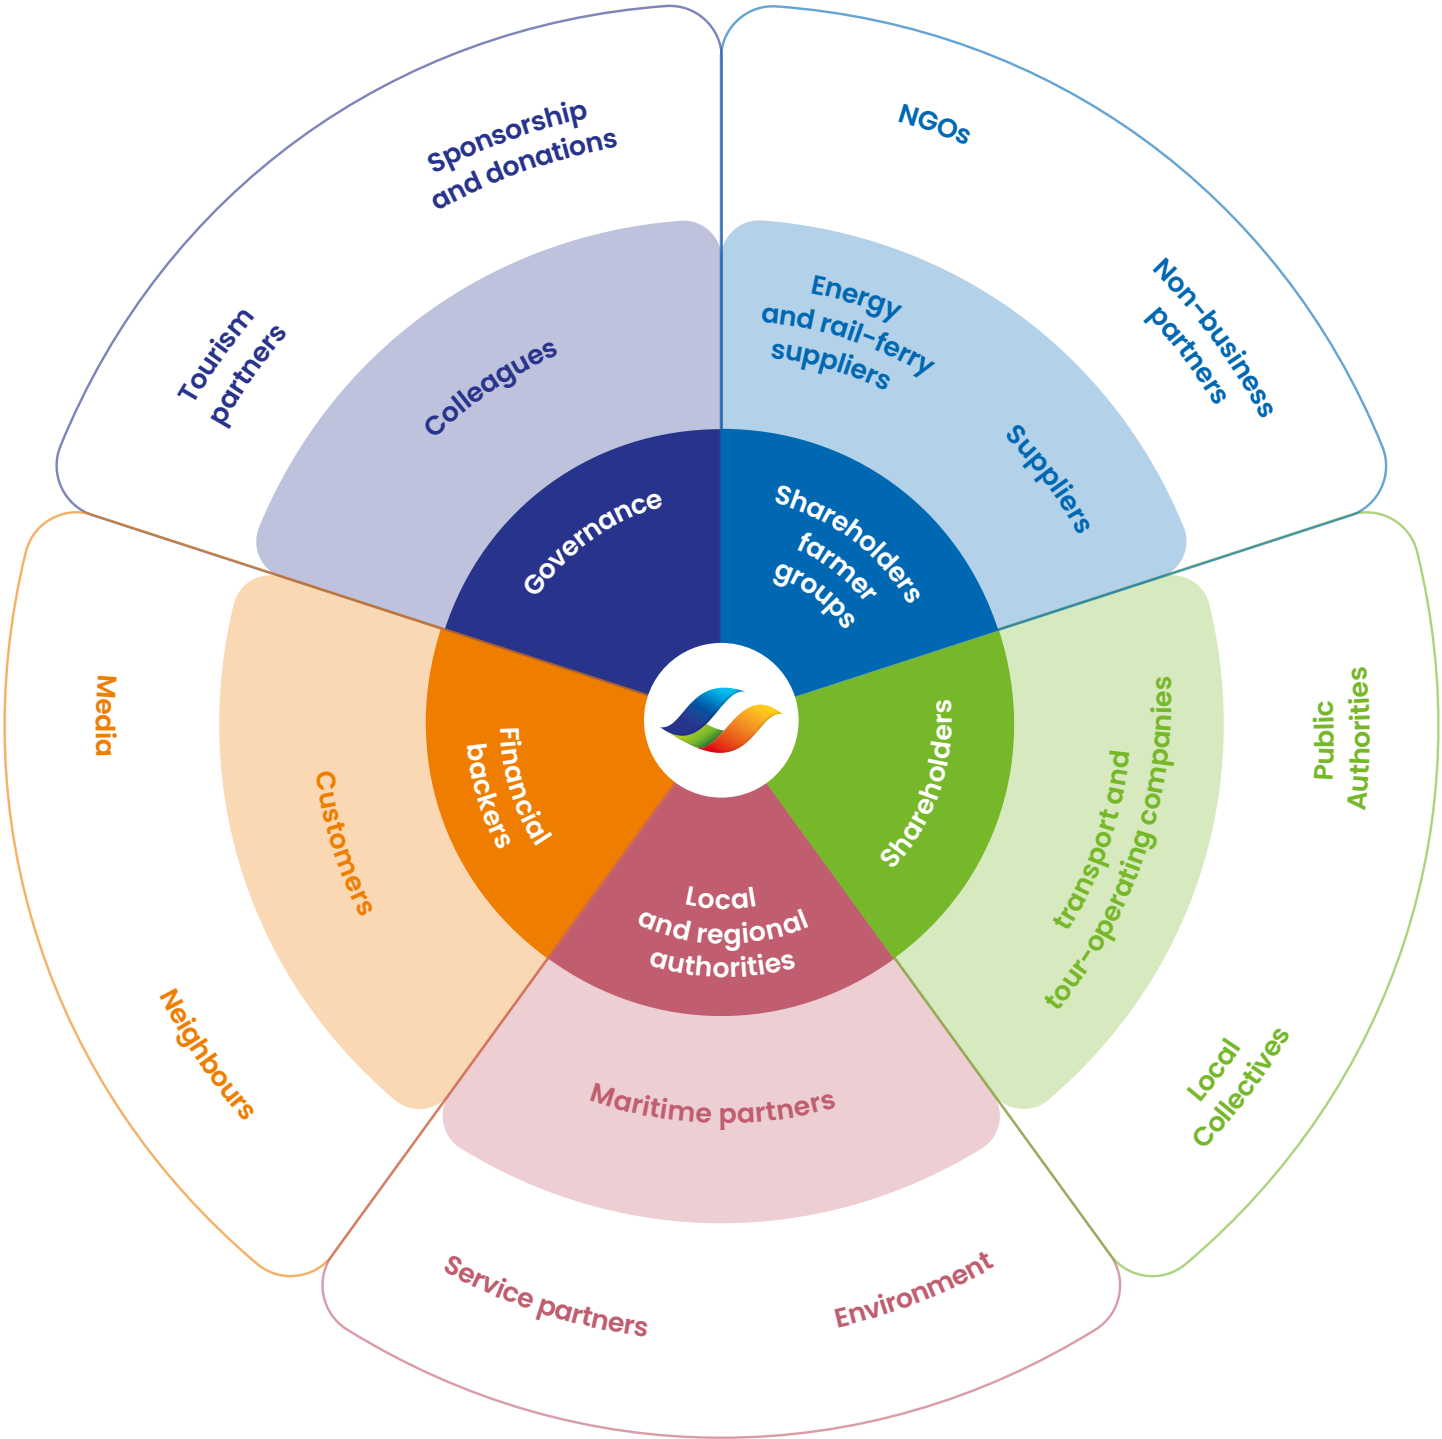 Sponsorship
and donations
Tourism
partners
Colleagues
Governance
NGOs
Non-business
partners
Energy
and rail-ferry
suppliers
Suppliers
Shareholders
farmer
groups
Media
Neighbours
Customers
Financial
backers
Shareholders
transport and
tour-operating companies
Public
Authorities
Local
Collectives
Local
and regional
authorities
Maritime partners
Service partners
Environment